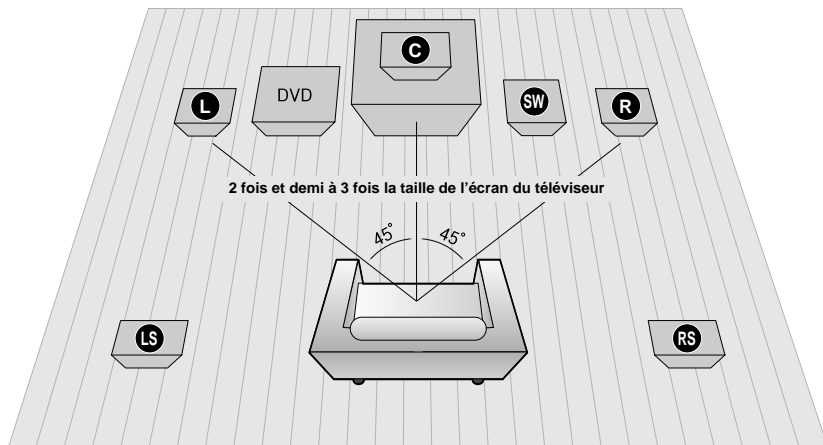 C
L
DVD
SW
R
2 fois et demi à 3 fois la taille de l'écran du téléviseur
45°
45°
LS
RS